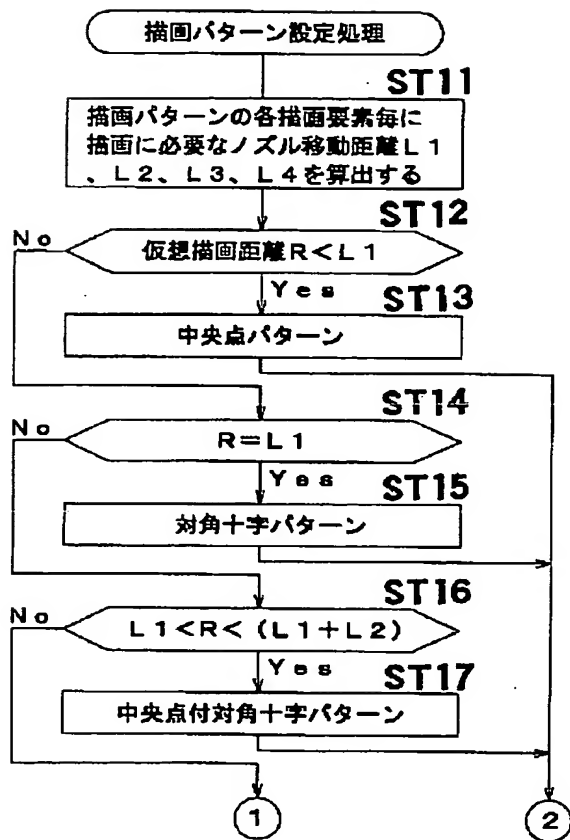 描画パターン設定処理
ST11
描画パターンの各描画要素毎に
描画に必要なノズル移動距離L1
、L2、L3、L4を算出する
ST12
No
仮想描画距離R<L1
Yes
ST13
中央点パターン
ST14
No
R=L1
Yes
ST15
対角十字パターン
ST16
No
L1<R<(L1+L2)
Yes
ST17
中央点付対角十字パターン
1
2